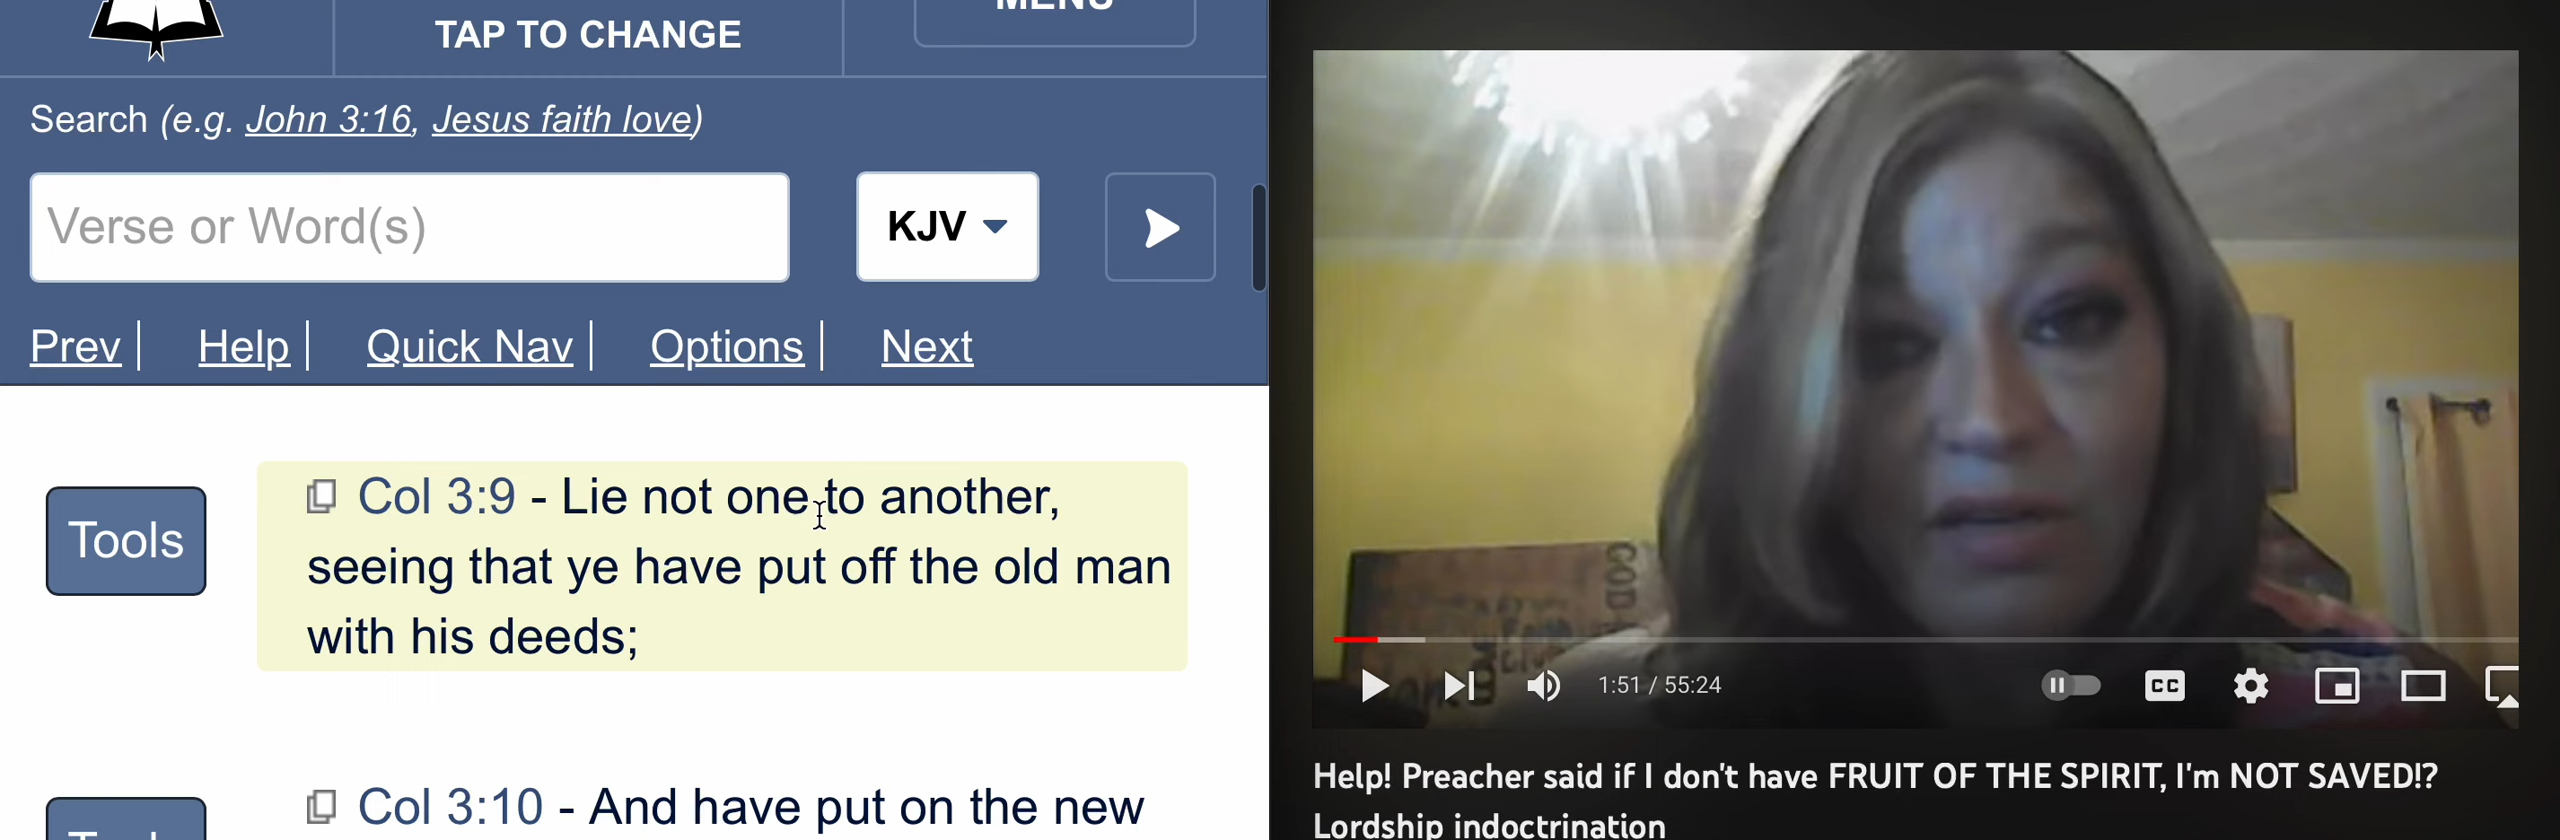 TAP TO CHANGE
Search (e.g. John 3:16, Jesus faith love)
Verse or Word(s)
KJV
Prev | Help | Quick Nav | Options | Next
Tools
Col 3:9 - Lie not one to another,
seeing that ye have put off the old man
with his deeds;
Col 3:10 - And have put on the new
GOD
1:51 / 55:24
CC
Help! Preacher said if I don't have FRUIT OF THE SPIRIT, I'm NOT SAVED!?
Lordship indoctrination